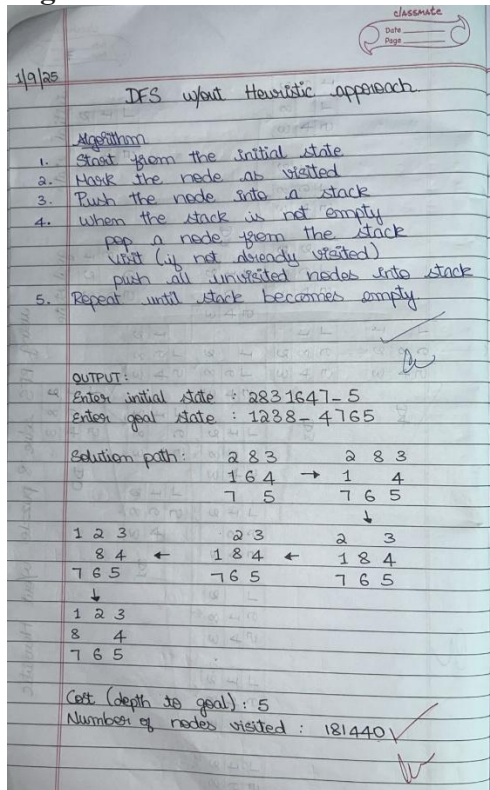 classmate
Date
Page
1/9/25
DFS w/out Heuristic approach
Algorithm
1. Start from the initial state
2. Mark the node as visited
3. Push the node into a stack
4. When the stack is not empty
pop a node from the stack
visit (if not already visited)
push all unvisited nodes into stack
5. Repeat until stack becomes empty
OUTPUT:
Enter initial state : 2831647-5
Enter goal state : 1238-4765
Solution path: 2 8 3 2 8 3
1 6 4 → 1 4
7 5 7 6 5
↓
1 2 3 2 3 2 3
8 4 ← 1 8 4 ← 1 8 4
7 6 5 7 6 5 7 6 5
↓
1 2 3
8 4
7 6 5
Cost (depth to goal): 5
Number of nodes visited : 181440